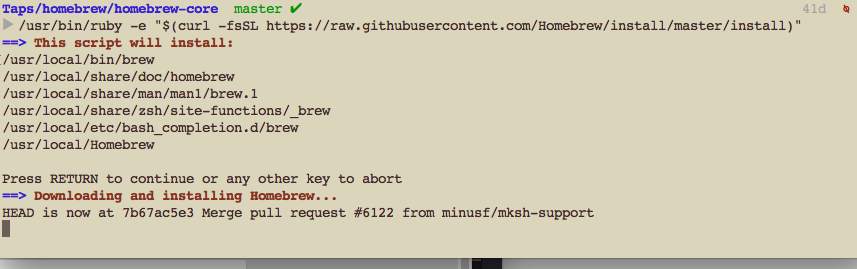 Taps/homebrew/homebrew-core master ✔ 41d
/usr/bin/ruby -e "$(curl -fsSL https://raw.githubusercontent.com/Homebrew/install/master/install)"
==> This script will install:
/usr/local/bin/brew
/usr/local/share/doc/homebrew
/usr/local/share/man/man1/brew.1
/usr/local/share/zsh/site-functions/_brew
/usr/local/etc/bash_completion.d/brew
/usr/local/Homebrew
Press RETURN to continue or any other key to abort
==> Downloading and installing Homebrew...
HEAD is now at 7b67ac5e3 Merge pull request #6122 from minusf/mksh-support